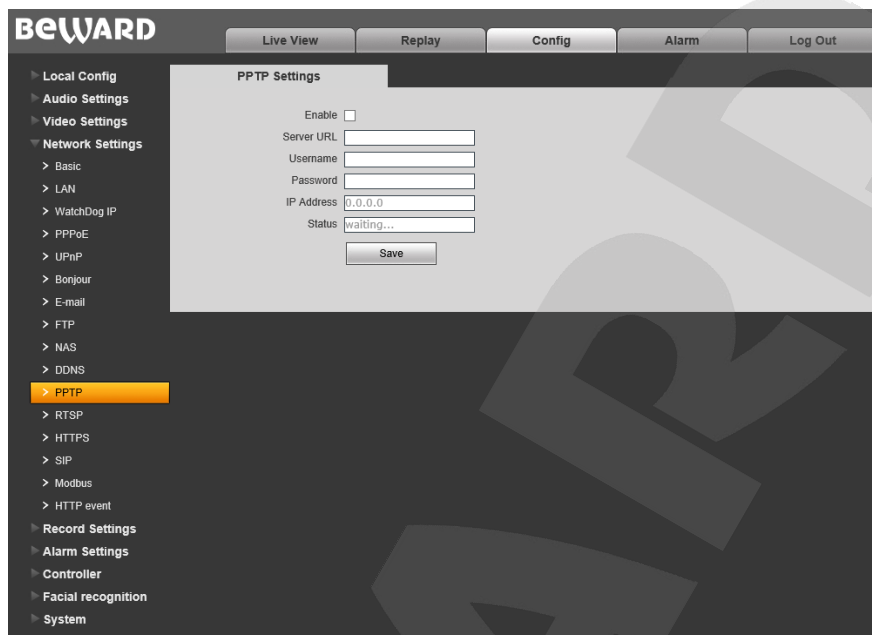 BEWARD
Live View
Replay
Config
Alarm
Log Out
Local Config
Audio Settings
Video Settings
Network Settings
> Basic
> LAN
> WatchDog IP
> PPPoE
> UPnP
> Bonjour
> E-mail
> FTP
> NAS
> DDNS
> PPTP
> RTSP
> HTTPS
> SIP
> Modbus
> HTTP event
Record Settings
Alarm Settings
Controller
Facial recognition
System
PPTP Settings
Enable
Server URL
Username
Password
IP Address 0.0.0.0
Status waiting...
Save